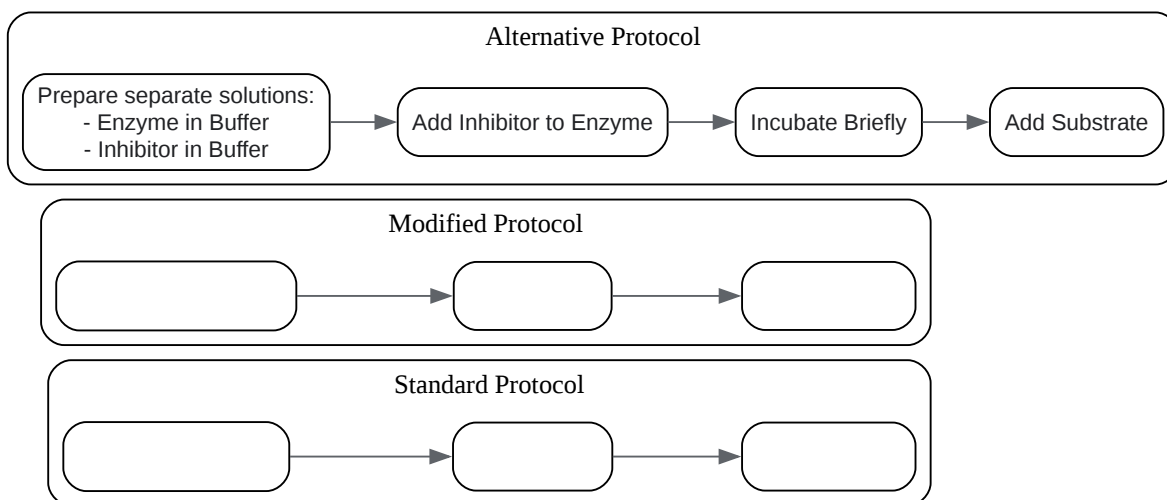 Alternative Protocol
Prepare separate solutions:
- Enzyme in Buffer
- Inhibitor in Buffer
Add Inhibitor to Enzyme
Incubate Briefly
Add Substrate
Modified Protocol
Standard Protocol